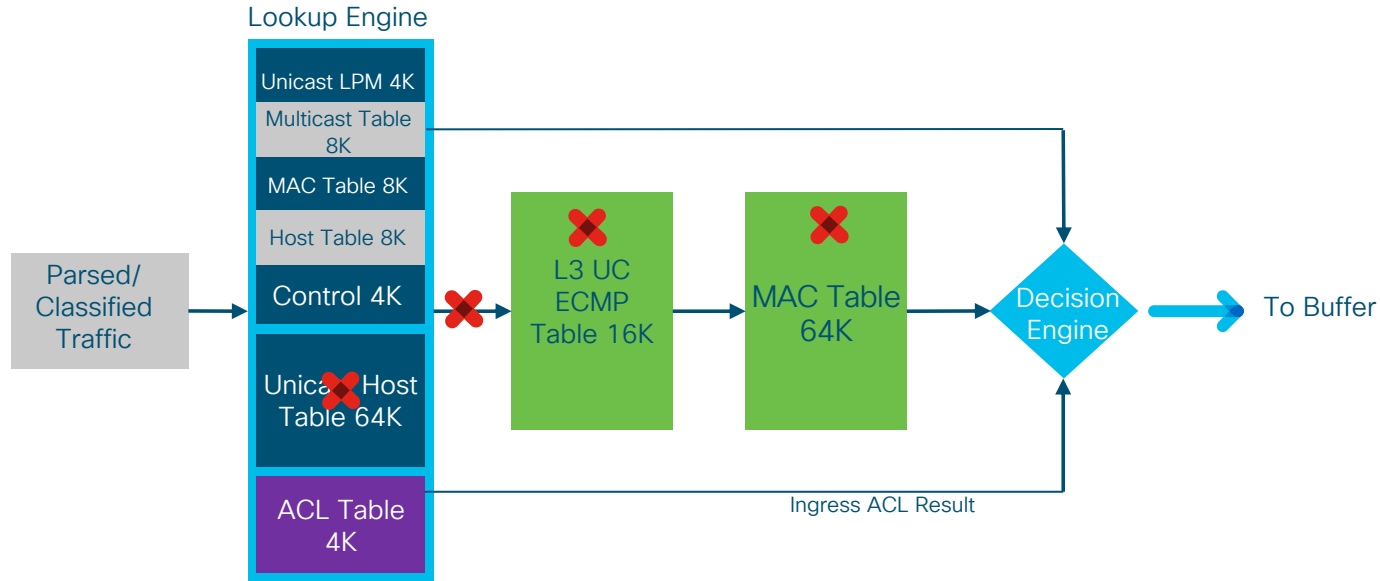 Lookup Engine
Unicast LPM 4K
Multicast Table
8K
MAC Table 8K
Host Table 8K
Control 4K
Host
Table 64K
ACL Table
4K
Parsed/
Classified
Traffic
L3 UC
ECMP
Table 16K
MAC Table
64K
Decision
Engine
To Buffer
Ingress ACL Result